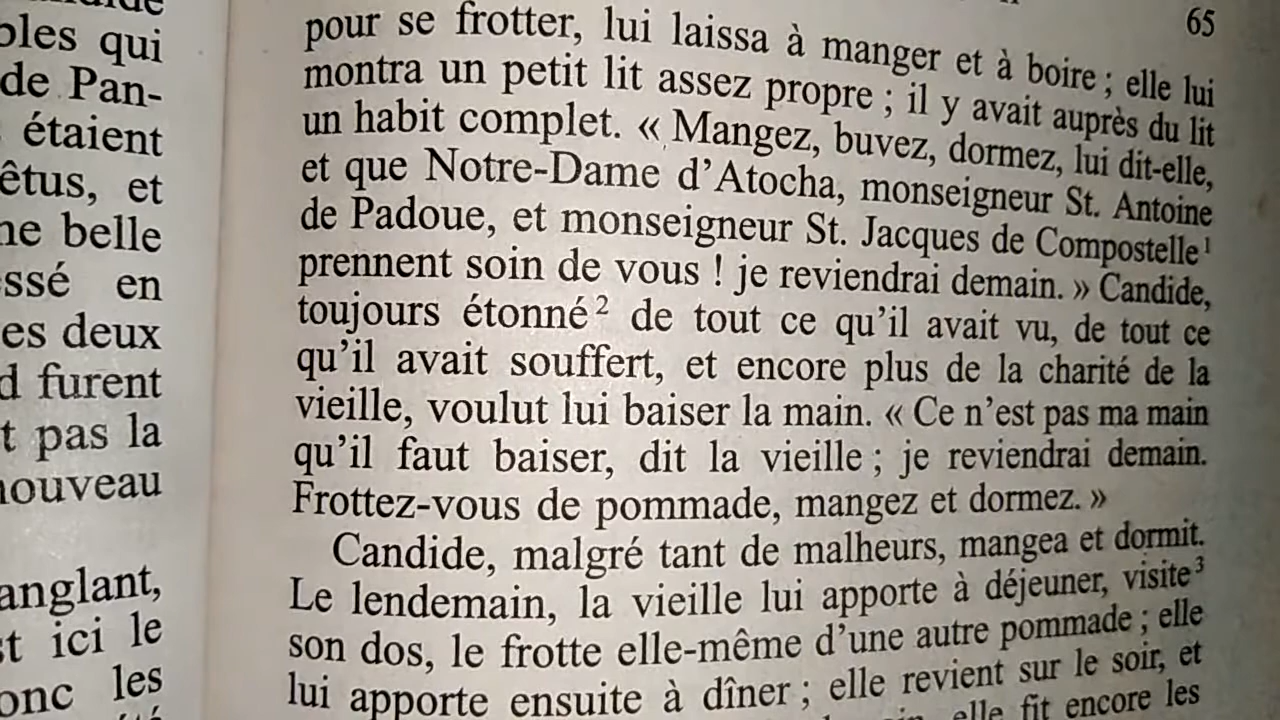 bles qui
de Pan-
étaient
êtus, et
ne belle
ssé en
es deux
d furent
t pas la
nouveau
anglant,
st ici le
onc les
65
pour se frotter, lui laissa à manger et à boire ; elle lui
montra un petit lit assez propre ; il y avait auprès du lit
un habit complet. « Mangez, buvez, dormez, lui dit-elle,
et que Notre-Dame d'Atocha, monseigneur St. Antoine
de Padoue, et monseigneur St. Jacques de Compostelle¹
prennent soin de vous ! je reviendrai demain. » Candide,
toujours étonné² de tout ce qu'il avait vu, de tout ce
qu'il avait souffert, et encore plus de la charité de la
vieille, voulut lui baiser la main. « Ce n'est pas ma main
qu'il faut baiser, dit la vieille ; je reviendrai demain.
Frottez-vous de pommade, mangez et dormez. »
Candide, malgré tant de malheurs, mangea et dormit.
Le lendemain, la vieille lui apporte à déjeuner, visite³
son dos, le frotte elle-même d'une autre pommade ; elle
lui apporte ensuite à dîner ; elle revient sur le soir, et
elle fit encore les